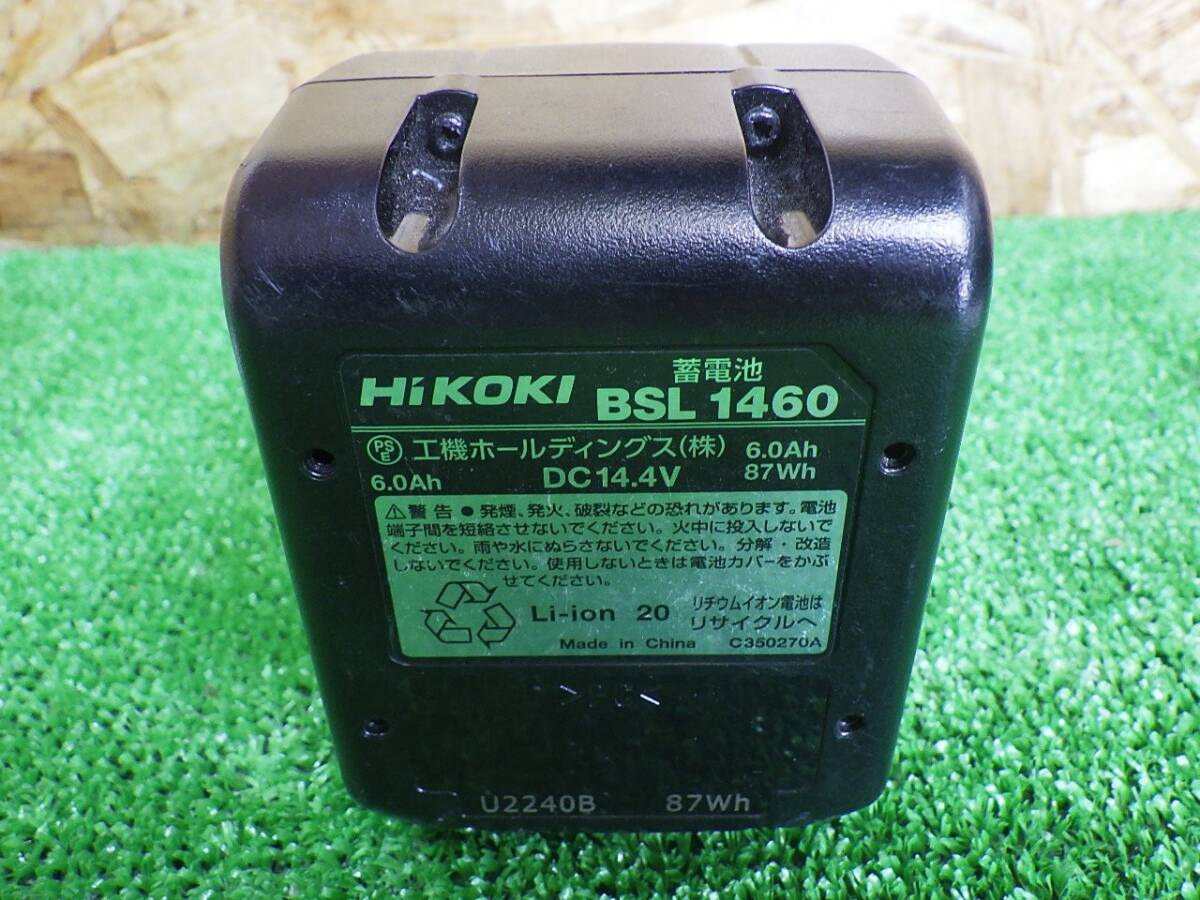 蓄電池
HiKOKI BSL 1460
PSE 工機ホールディングス(株) 6.0Ah
6.0Ah DC 14.4V 87Wh
⚠警告 ● 発煙、発火、破裂などの恐れがあります。電池
端子間を短絡させないでください。火中に投入しないで
ください。雨や水にぬらさないでください。分解・改造
しないでください。使用しないときは電池カバーをかぶ
せてください。
Li-ion 20 リチウムイオン電池は
リサイクルへ
Made in China C350270A
U2240B 87Wh